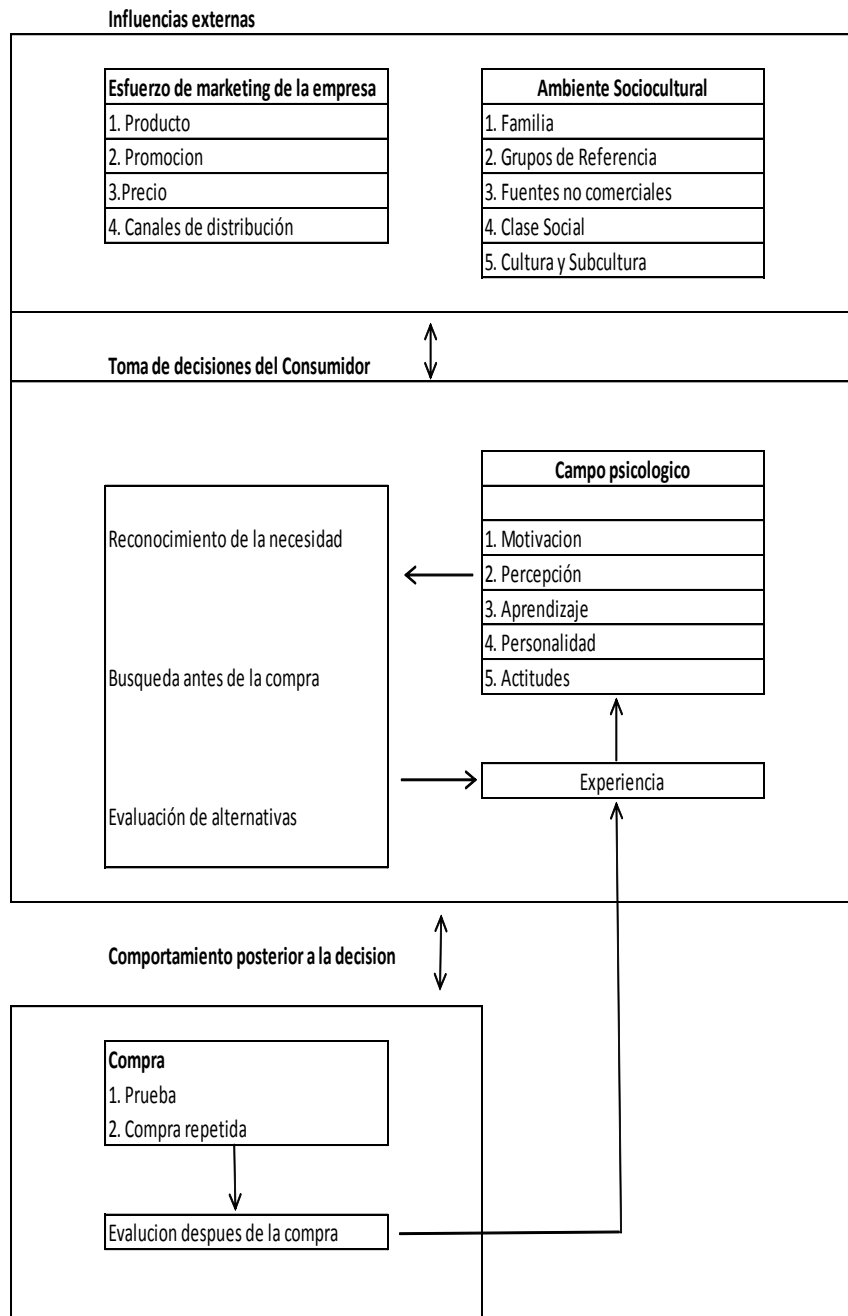 Influencias externas
Esfuerzo de marketing de la empresa
1. Producto
2. Promocion
3.Precio
4. Canales de distribución
Ambiente Sociocultural
1. Familia
2. Grupos de Referencia
3. Fuentes no comerciales
4. Clase Social
5. Cultura y Subcultura
Toma de decisiones del Consumidor
Reconocimiento de la necesidad
Busqueda antes de la compra
Evaluación de alternativas
Campo psicologico
1. Motivacion
2. Percepción
3. Aprendizaje
4. Personalidad
5. Actitudes
Experiencia
Comportamiento posterior a la decision
Compra
1. Prueba
2. Compra repetida
Evalucion despues de la compra